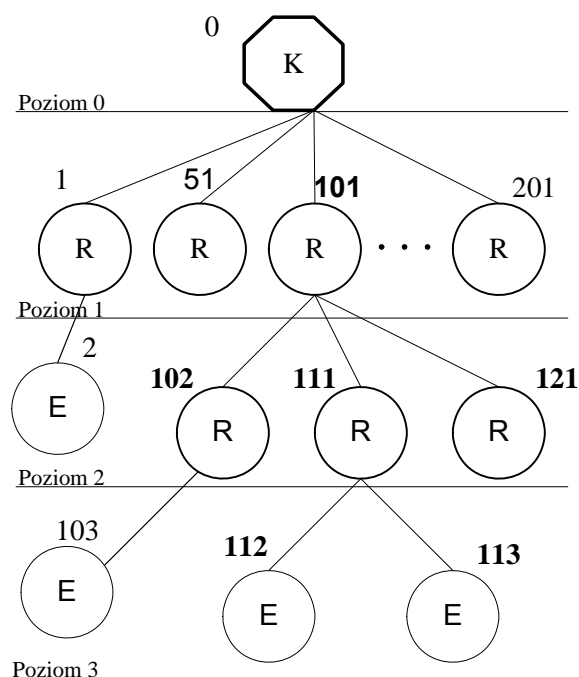 0
K
Poziom 0
1 51 101 201
R R R . . . R
Poziom 1
2
E
102 111 121
R R R
Poziom 2
103 112 113
E E E
Poziom 3